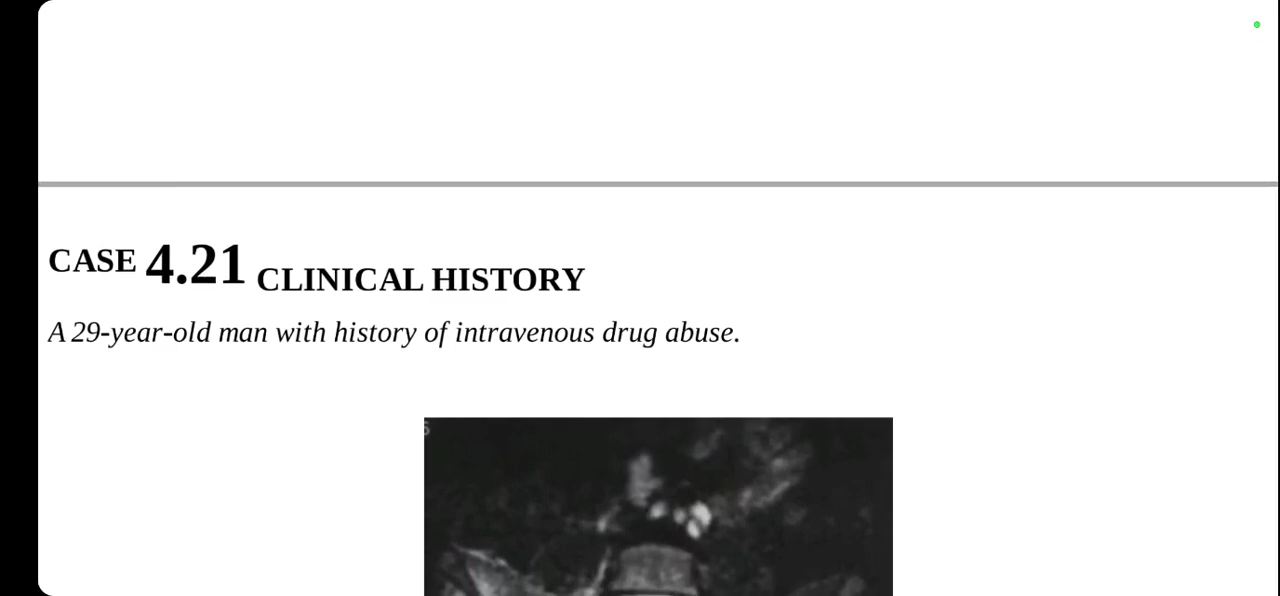 CASE 4.21 CLINICAL HISTORY
A 29-year-old man with history of intravenous drug abuse.